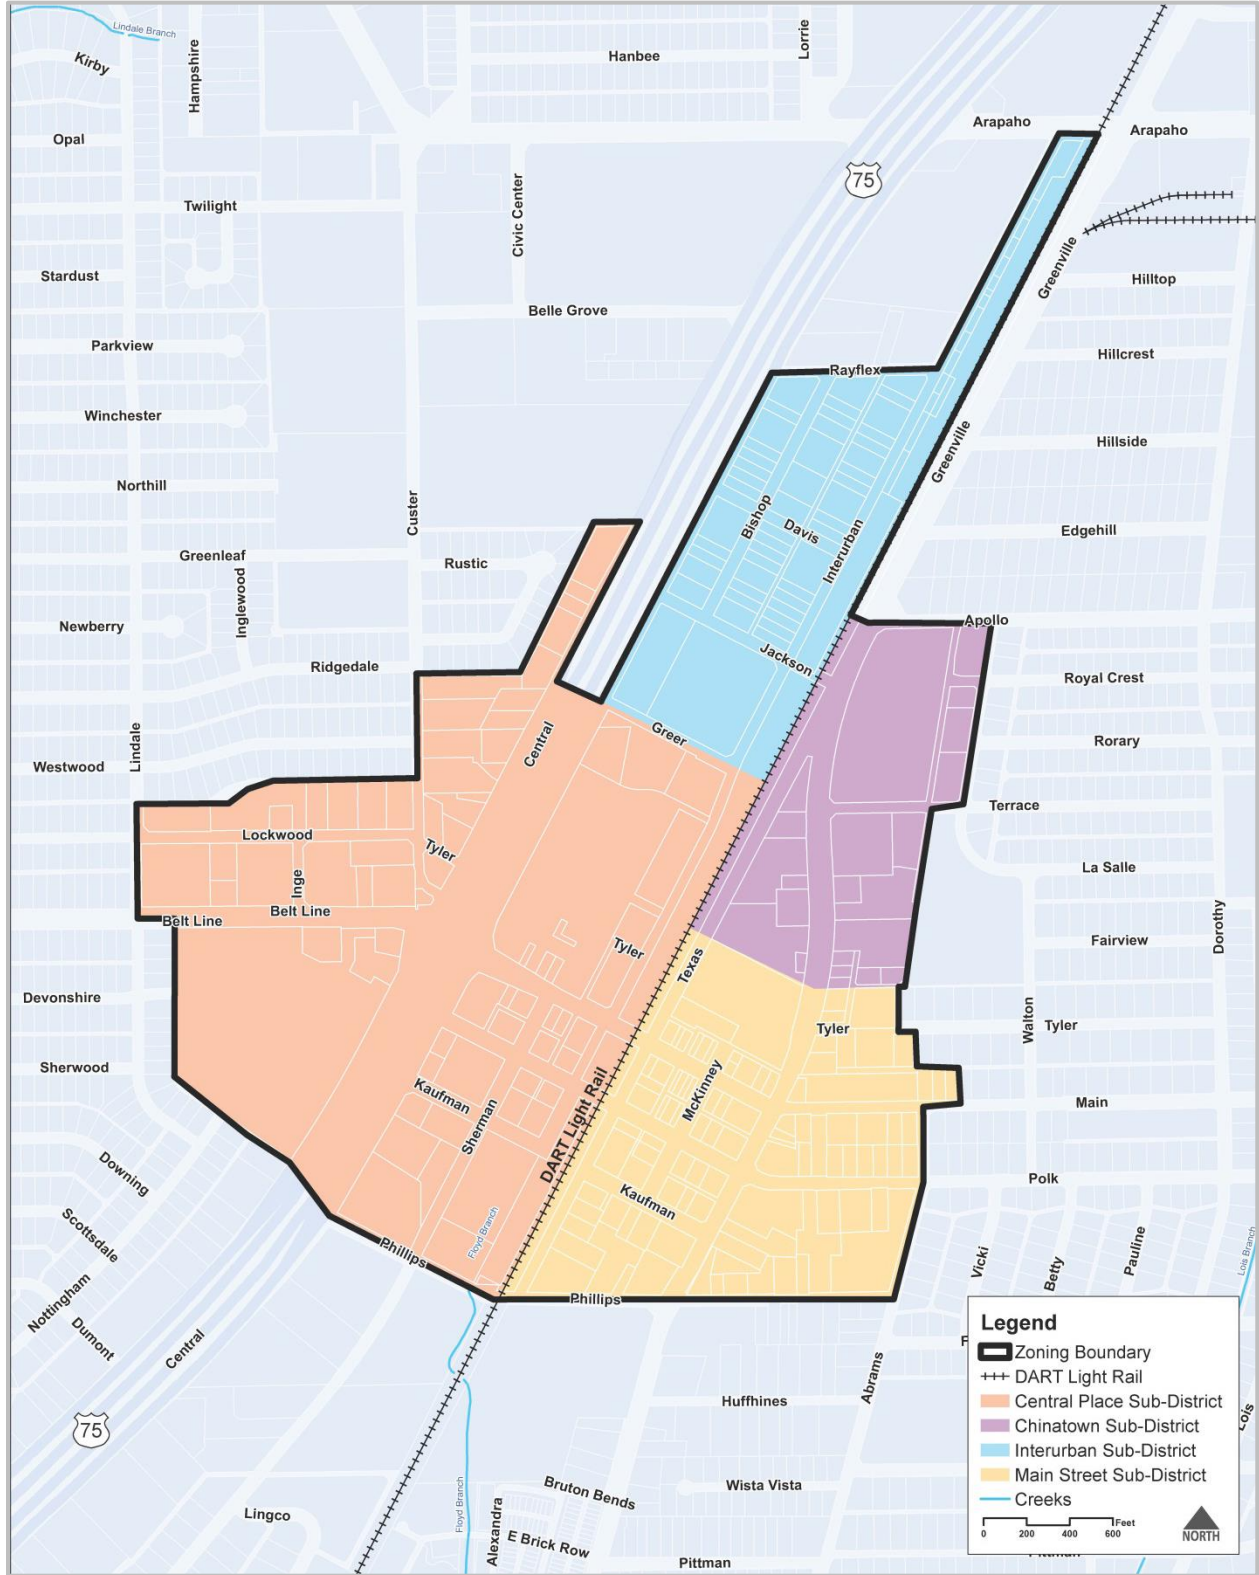 Lindale Branch
Kirby
Hampshire
Hanbee
Lorrie
Opal
Arapaho
Arapaho
75
Twilight
Civic Center
Stardust
Greenville
Hilltop
Belle Grove
Parkview
Hillcrest
Rayflex
Winchester
Greenville
Hillside
Northill
Custer
Bishop
Davis
Interurban
Edgehill
Greenleaf
Rustic
Inglewood
Newberry
Apollo
Ridgedale
Jackson
Royal Crest
Lindale
Central
Greer
Rorary
Westwood
Terrace
Lockwood
Tyler
La Salle
Inge
Belt Line
Belt Line
Dorothy
Tyler
Fairview
Texas
Devonshire
Tyler
Walton
Tyler
Sherwood
Kaufman
Sherman
DART Light Rail
McKinney
Main
Downing
Polk
Kaufman
Scottsdale
Floyd Branch
Phillips
Vicki
Betty
Pauline
Lois Branch
Nottingham
Phillips
Dumont
Central
Abrams
75
Huffhines
Lois
Wista Vista
Bruton Bends
Floyd Branch
Lingco
Alexandra
E Brick Row
Pittman
Legend
Zoning Boundary
DART Light Rail
Central Place Sub-District
Chinatown Sub-District
Interurban Sub-District
Main Street Sub-District
Creeks
Feet
0 200 400 600
NORTH